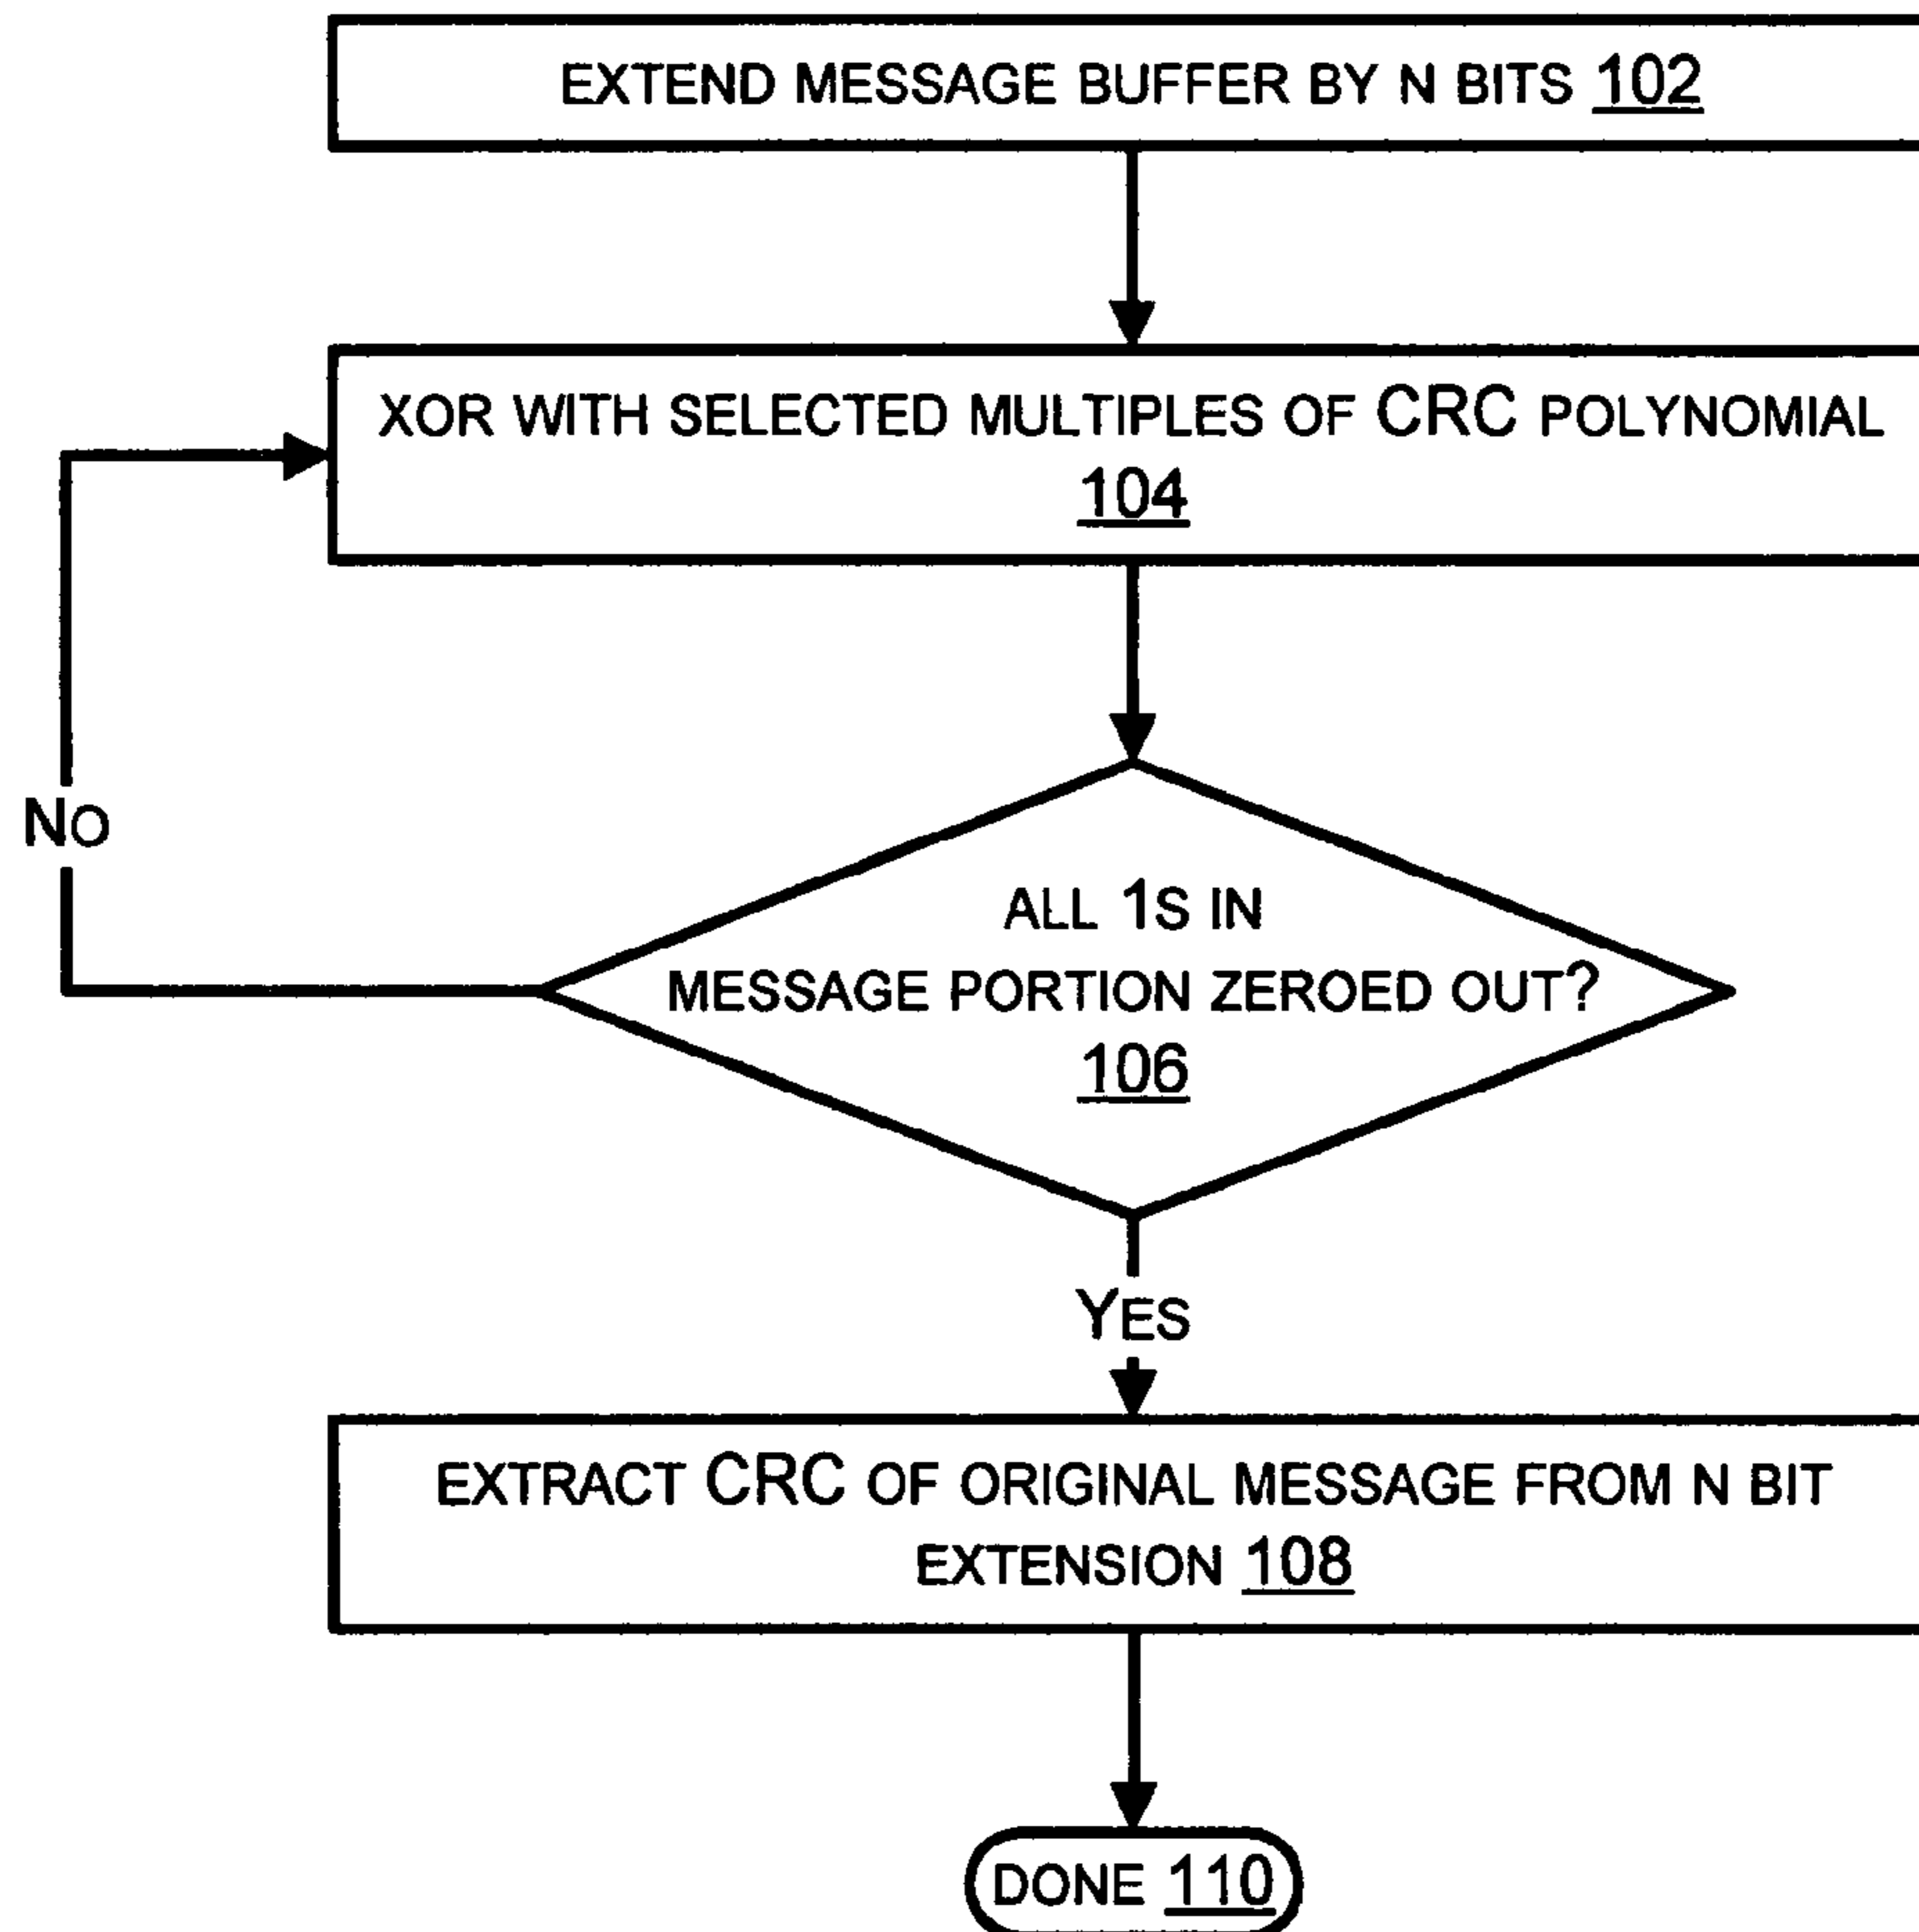 EXTEND MESSAGE BUFFER BY N BITS 102
XOR WITH SELECTED MULTIPLES OF CRC POLYNOMIAL
104
NO
ALL 1S IN
MESSAGE PORTION ZEROED OUT?
106
YES
EXTRACT CRC OF ORIGINAL MESSAGE FROM N BIT
EXTENSION 108
DONE 110